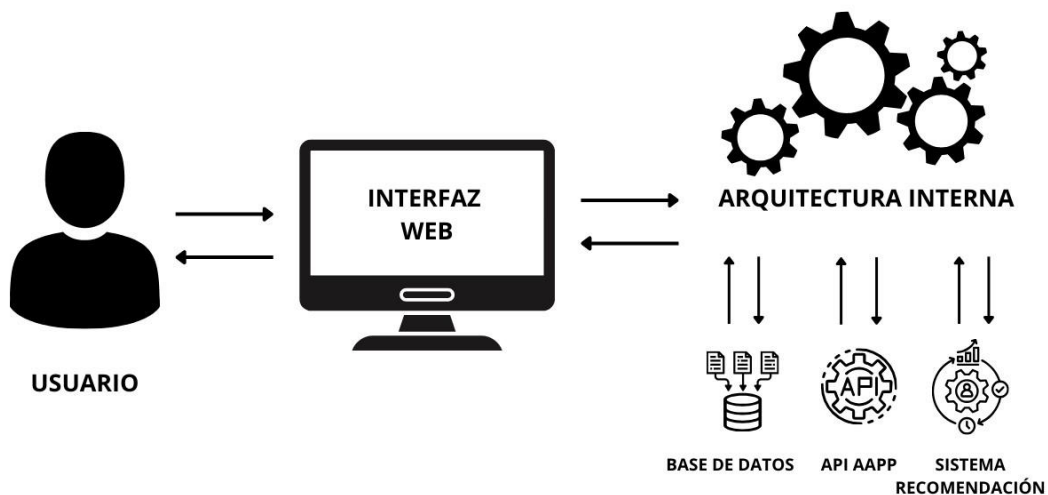 INTERFAZ
WEB
ARQUITECTURA INTERNA
USUARIO
API
BASE DE DATOS
API AAPP
SISTEMA
RECOMENDACIÓN